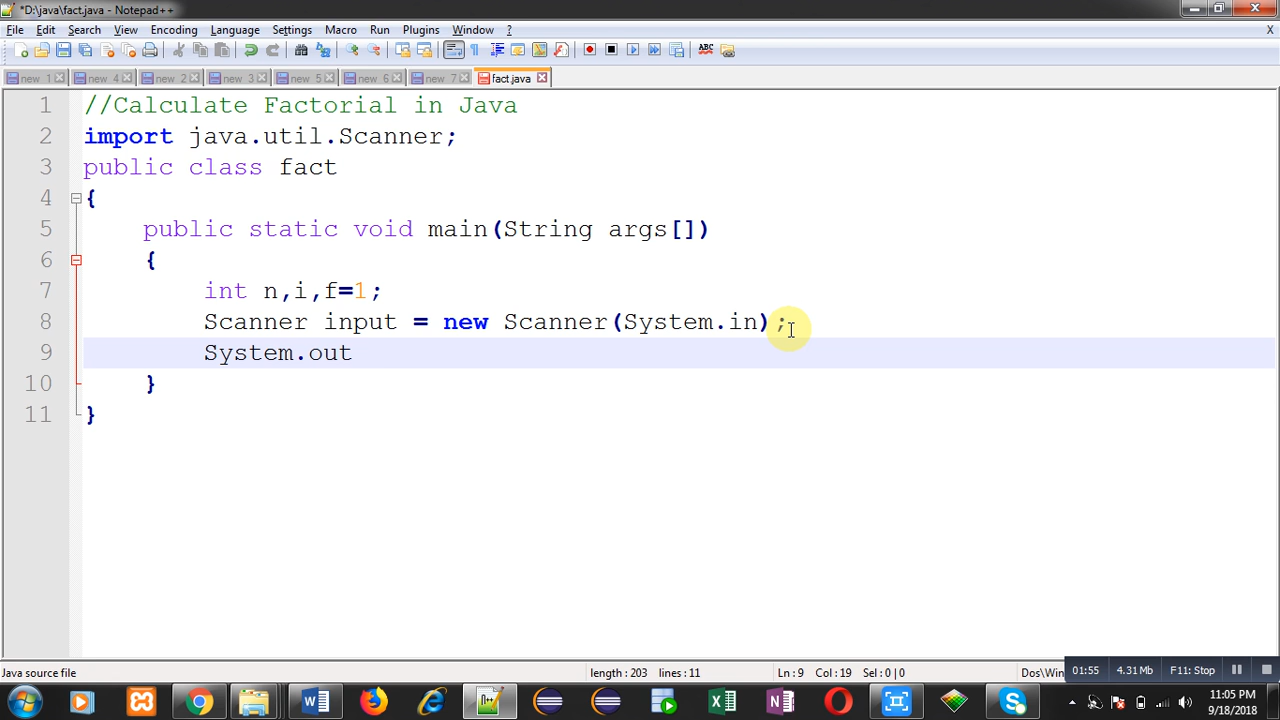 *D:\java\fact.java - Notepad++
File Edit Search View Encoding Language Settings Macro Run Plugins Window ? X
new 1 new 4 new 2 new 3 new 5 new 6 new 7 fact.java
1 //Calculate Factorial in Java
2 import java.util.Scanner;
3 public class fact
4 {
5 public static void main(String args[])
6 {
7 int n,i,f=1;
8 Scanner input = new Scanner(System.in);
9 System.out
10 }
11 }
Java source file length : 203 lines : 11 Ln : 9 Col : 19 Sel : 0 | 0 Dos\Win
01:55 4.31 Mb F11: Stop
11:05 PM
9/18/2018